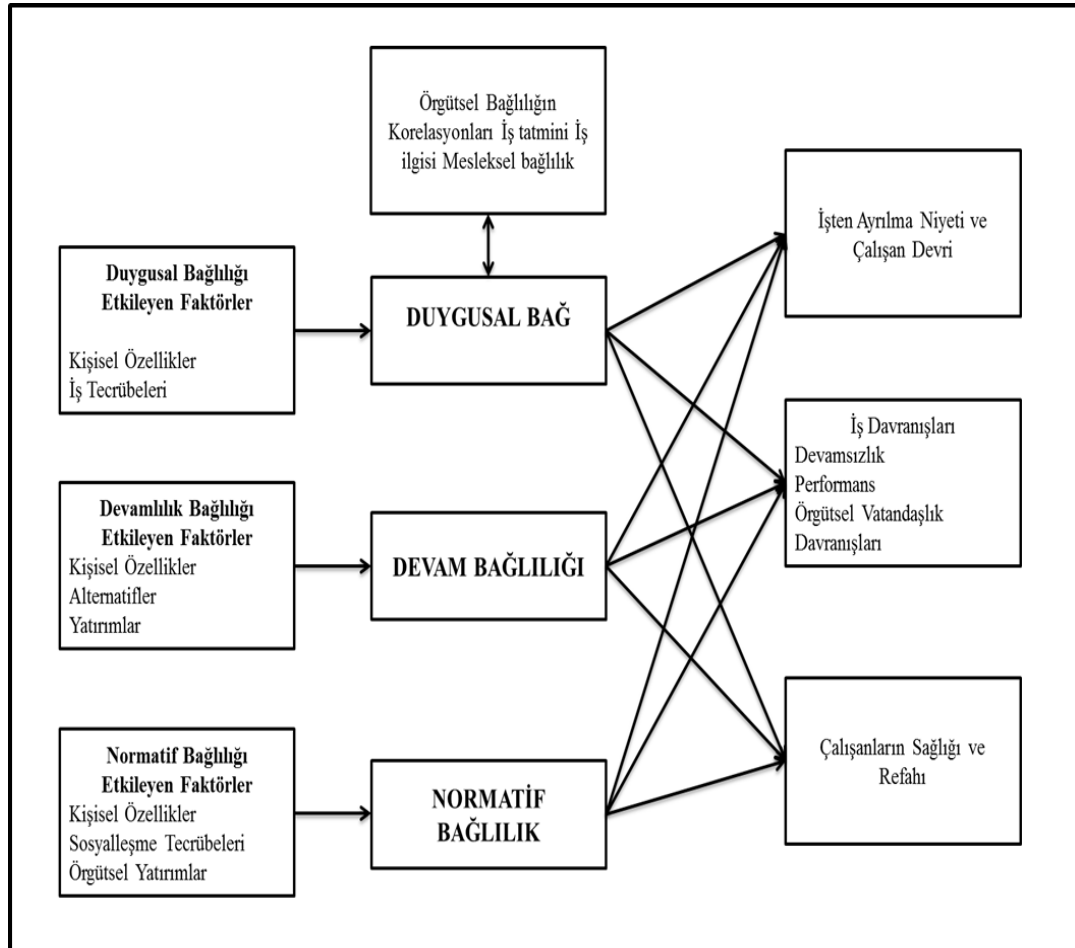 Örgütsel Bağlılığın
Korelasyonları İş tatmini İş
ilgisi Mesleksel bağlılık
Duygusal Bağlılığı
Etkileyen Faktörler
Kişisel Özellikler
İş Tecrübeleri
DUYGUSAL BAĞ
İşten Ayrılma Niyeti ve
Çalışan Devri
Devamlılık Bağlılığı
Etkileyen Faktörler
Kişisel Özellikler
Alternatifler
Yatırımlar
DEVAM BAĞLILIĞI
İş Davranışları
Devamsızlık
Performans
Örgütsel Vatandaşlık
Davranışları
Normatif Bağlılığı
Etkileyen Faktörler
Kişisel Özellikler
Sosyalleşme Tecrübeleri
Örgütsel Yatırımlar
NORMATİF
BAĞLILIK
Çalışanların Sağlığı ve
Refahı